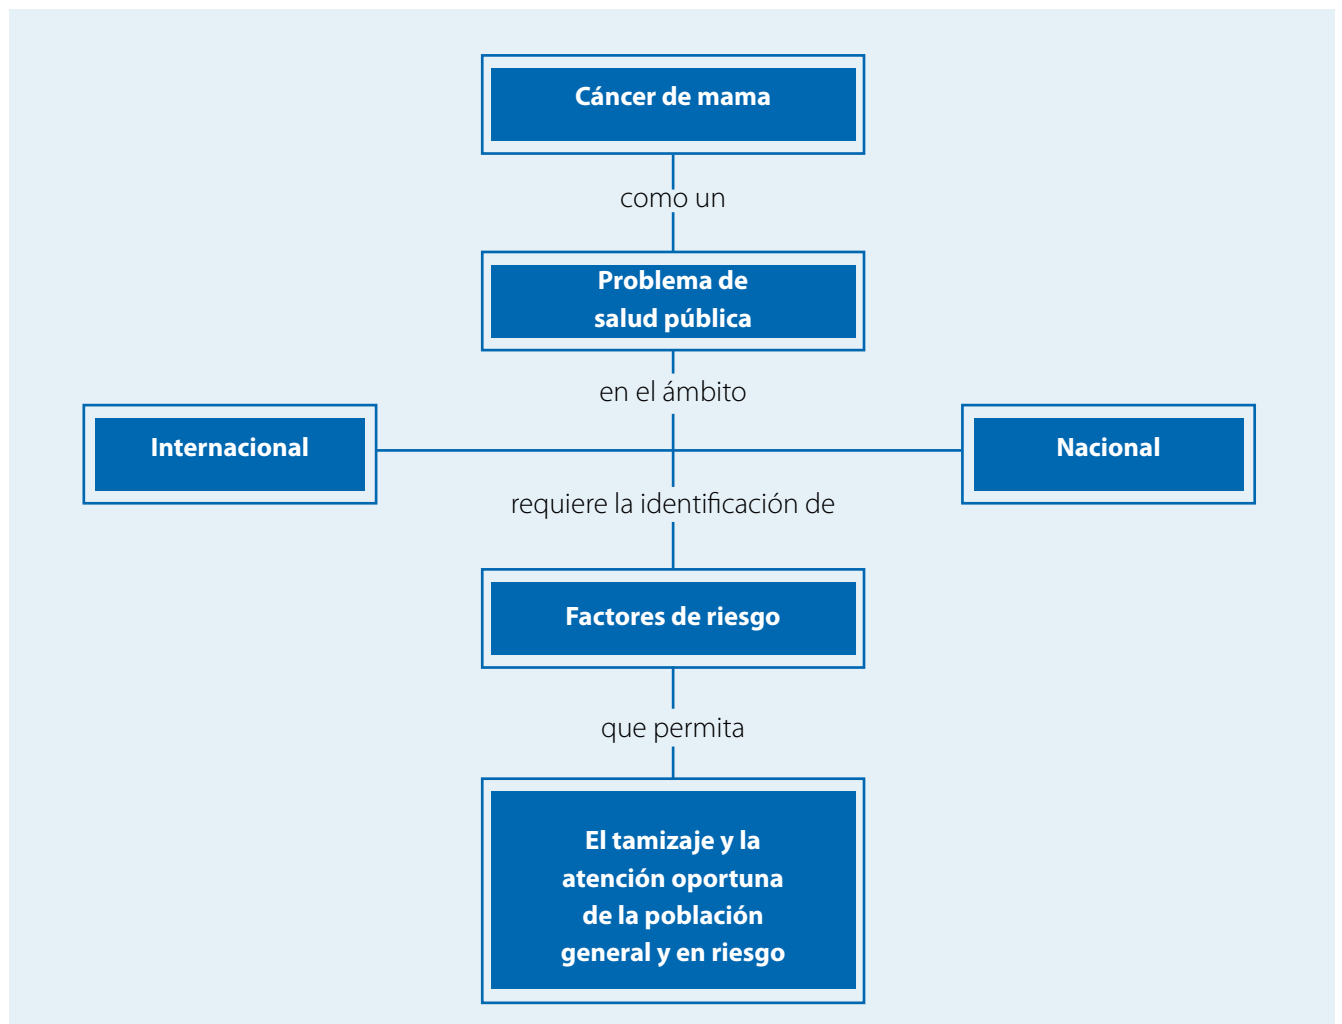 Cáncer de mama
como un
Problema de
salud pública
en el ámbito
Internacional
Nacional
requiere la identificación de
Factores de riesgo
que permita
El tamizaje y la
atención oportuna
de la población
general y en riesgo